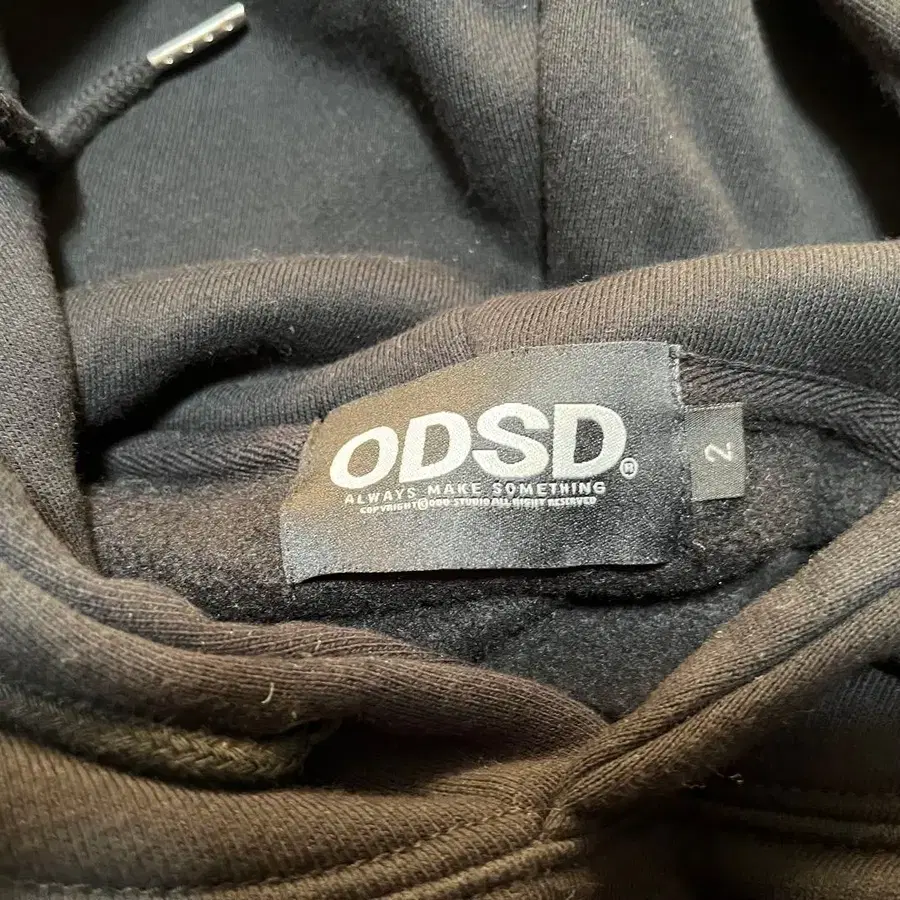 ODSD®
ALWAYS MAKE SOMETHING
COPYRIGHT©ODD STUDIO ALL RIGHT RESERVED
2